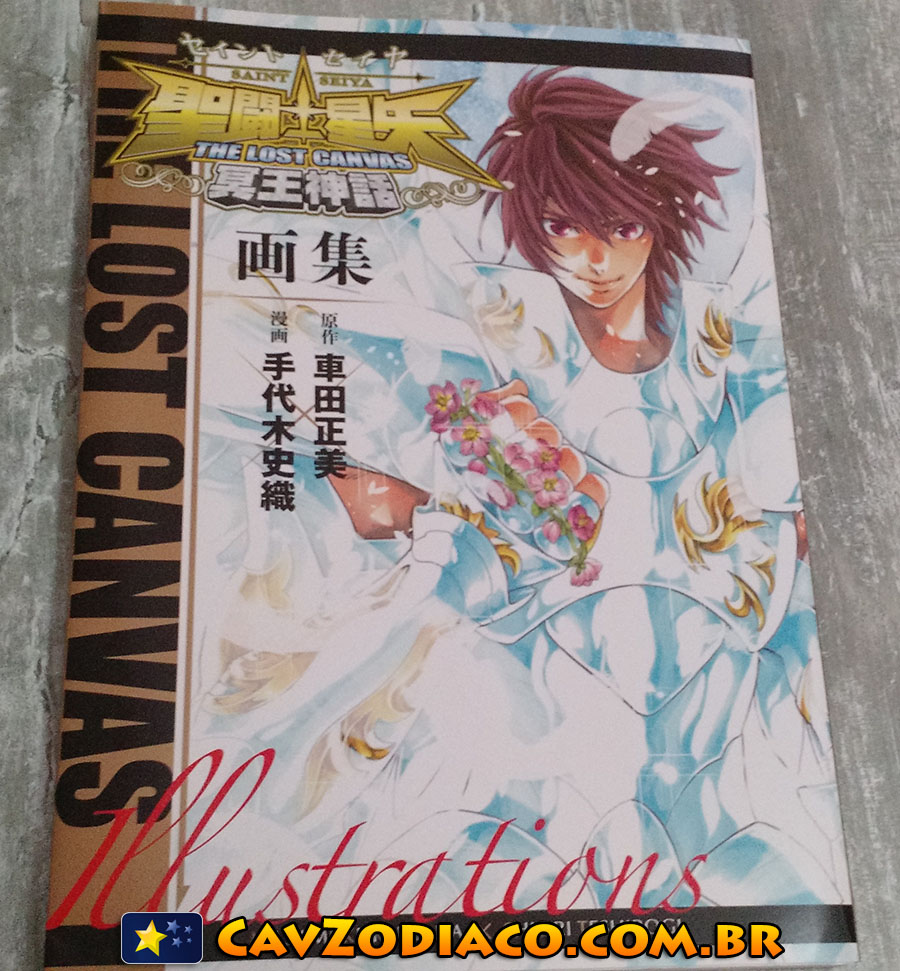 セイント セイヤ
SAINT SEIYA
聖闘士星矢
THE LOST CANVAS
冥王神話
画集
原作
車田正美
×
漫画
手代木史織
THE LOST CANVAS
Illustrations
CavZodiaco.com.br